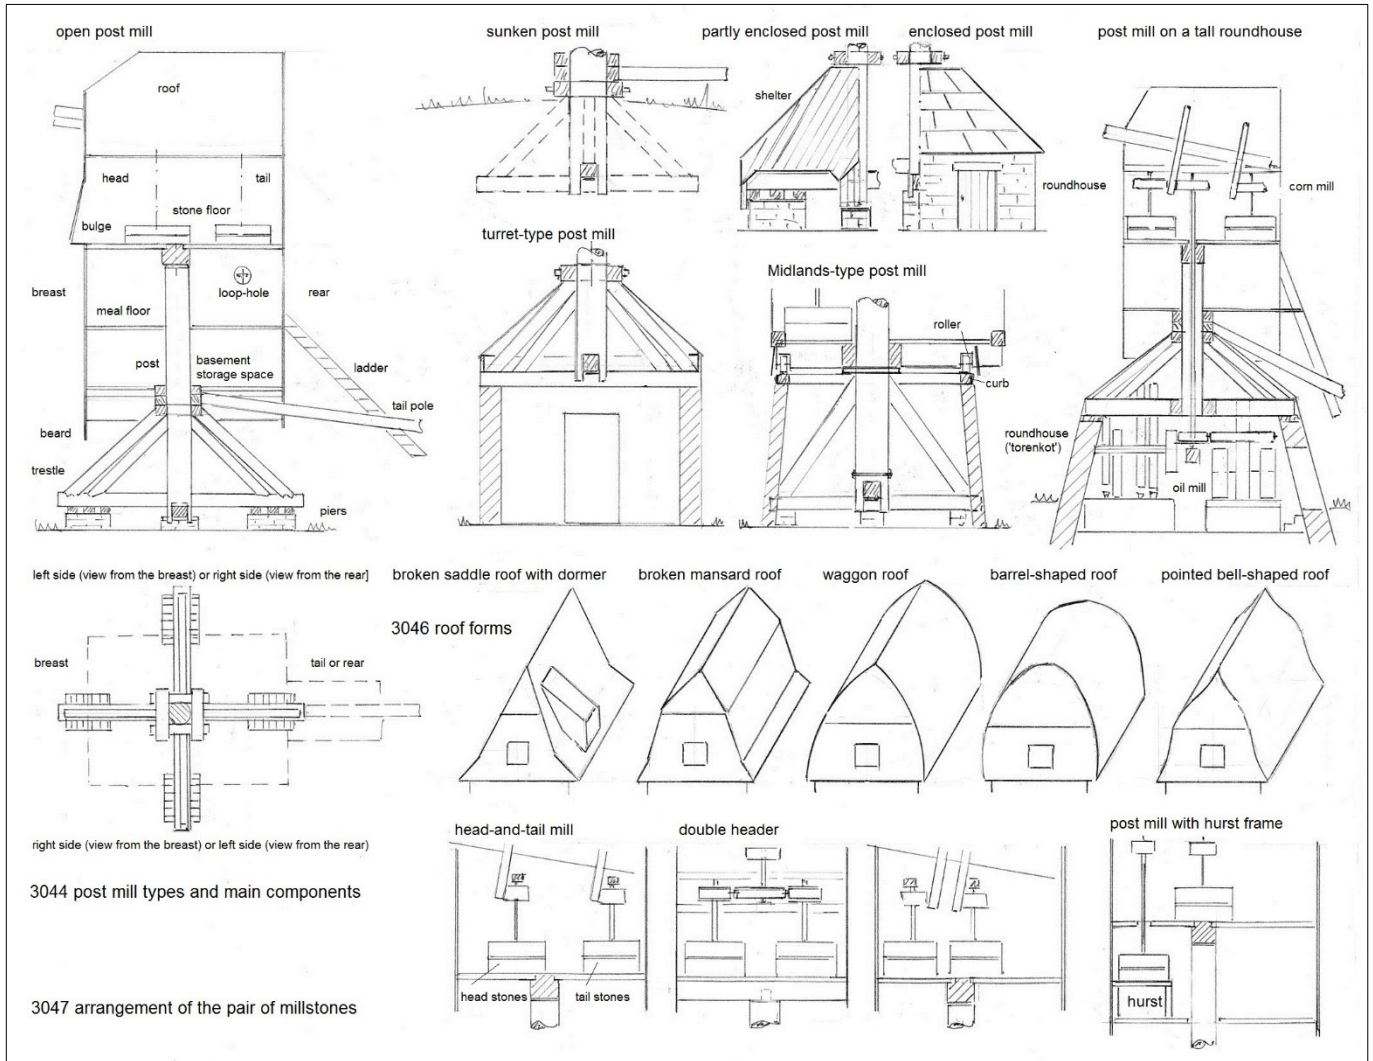 open post mill
sunken post mill
partly enclosed post mill
enclosed post mill
post mill on a tall roundhouse
roof
head
tail
stone floor
bulge
breast
loop-hole
rear
meal floor
post
basement
storage space
ladder
tail pole
beard
trestle
piers
turret-type post mill
shelter
roundhouse
Midlands-type post mill
roller
curb
corn mill
roundhouse
('torenkot')
oil mill
left side (view from the breast) or right side (view from the rear]
breast
tail or rear
right side (view from the breast) or left side (view from the rear)
3044 post mill types and main components
broken saddle roof with dormer
broken mansard roof
waggon roof
barrel-shaped roof
pointed bell-shaped roof
3046 roof forms
head-and-tail mill
double header
post mill with hurst frame
head stones
tail stones
hurst
3047 arrangement of the pair of millstones